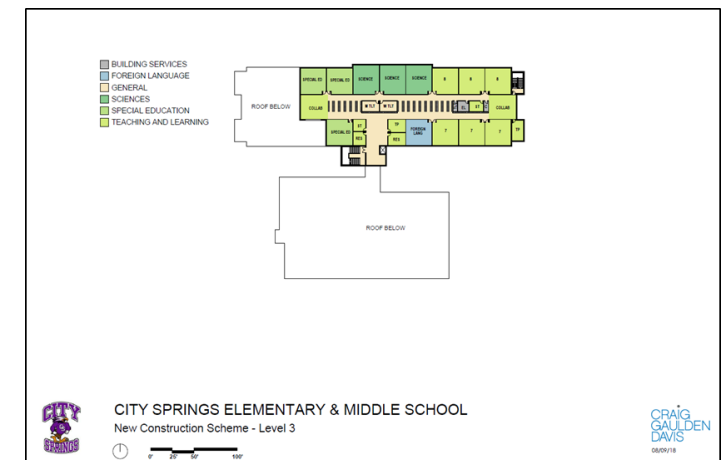 BUILDING SERVICES
FOREIGN LANGUAGE
GENERAL
SCIENCES
SPECIAL EDUCATION
TEACHING AND LEARNING
SPECIAL ED
SPECIAL ED
SCIENCE
SCIENCE
SCIENCE
ROOF BELOW
COLLAB
COLLAB
SPECIAL ED
RES
RES
FOREIGN LANG
7
7
ROOF BELOW
CITY SPRINGS
CITY SPRINGS ELEMENTARY & MIDDLE SCHOOL
New Construction Scheme - Level 3
0' 25' 50' 100'
CRAIG
GAULDEN
DAVIS
08/09/18